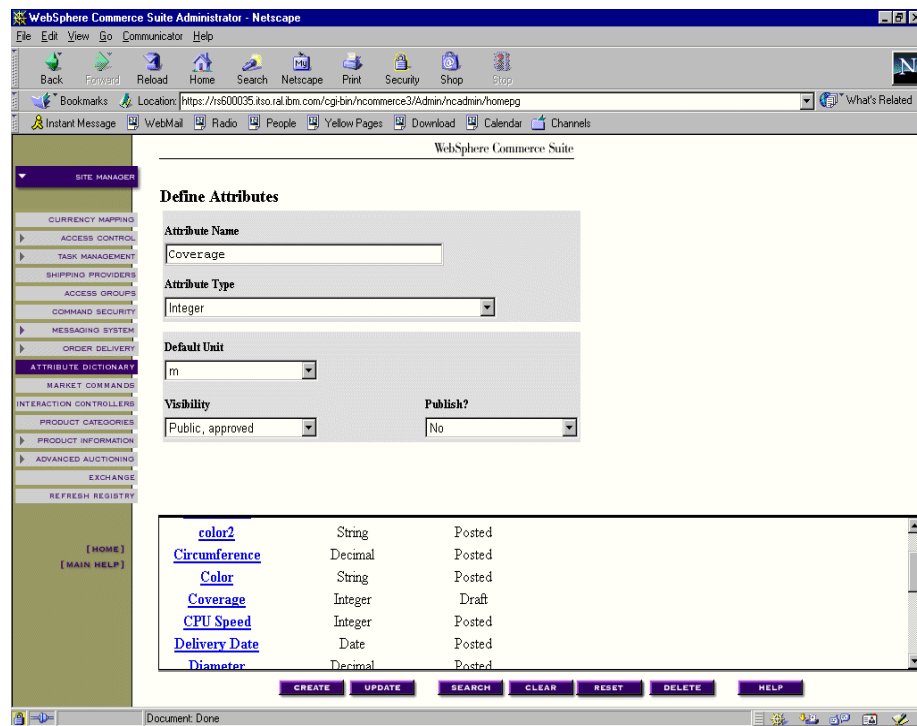 WebSphere Commerce Suite Administrator - Netscape
File Edit View Go Communicator Help
Back Forward Reload Home Search Netscape Print Security Shop Stop
My
N
Bookmarks Location: https://rs600035.itso.ral.ibm.com/cgi-bin/ncommerce3/Admin/ncadmin/homepg What's Related
Instant Message WebMail Radio People Yellow Pages Download Calendar Channels
WebSphere Commerce Suite
SITE MANAGER
CURRENCY MAPPING
ACCESS CONTROL
TASK MANAGEMENT
SHIPPING PROVIDERS
ACCESS GROUPS
COMMAND SECURITY
MESSAGING SYSTEM
ORDER DELIVERY
ATTRIBUTE DICTIONARY
MARKET COMMANDS
INTERACTION CONTROLLERS
PRODUCT CATEGORIES
PRODUCT INFORMATION
ADVANCED AUCTIONING
EXCHANGE
REFRESH REGISTRY
[HOME]
[MAIN HELP]
Define Attributes
Attribute Name
Coverage
Attribute Type
Integer
Default Unit
m
Visibility Publish?
Public, approved No
color2 String Posted
Circumference Decimal Posted
Color String Posted
Coverage Integer Draft
CPU Speed Integer Posted
Delivery Date Date Posted
Diameter Decimal Posted
CREATE UPDATE SEARCH CLEAR RESET DELETE HELP
Document: Done